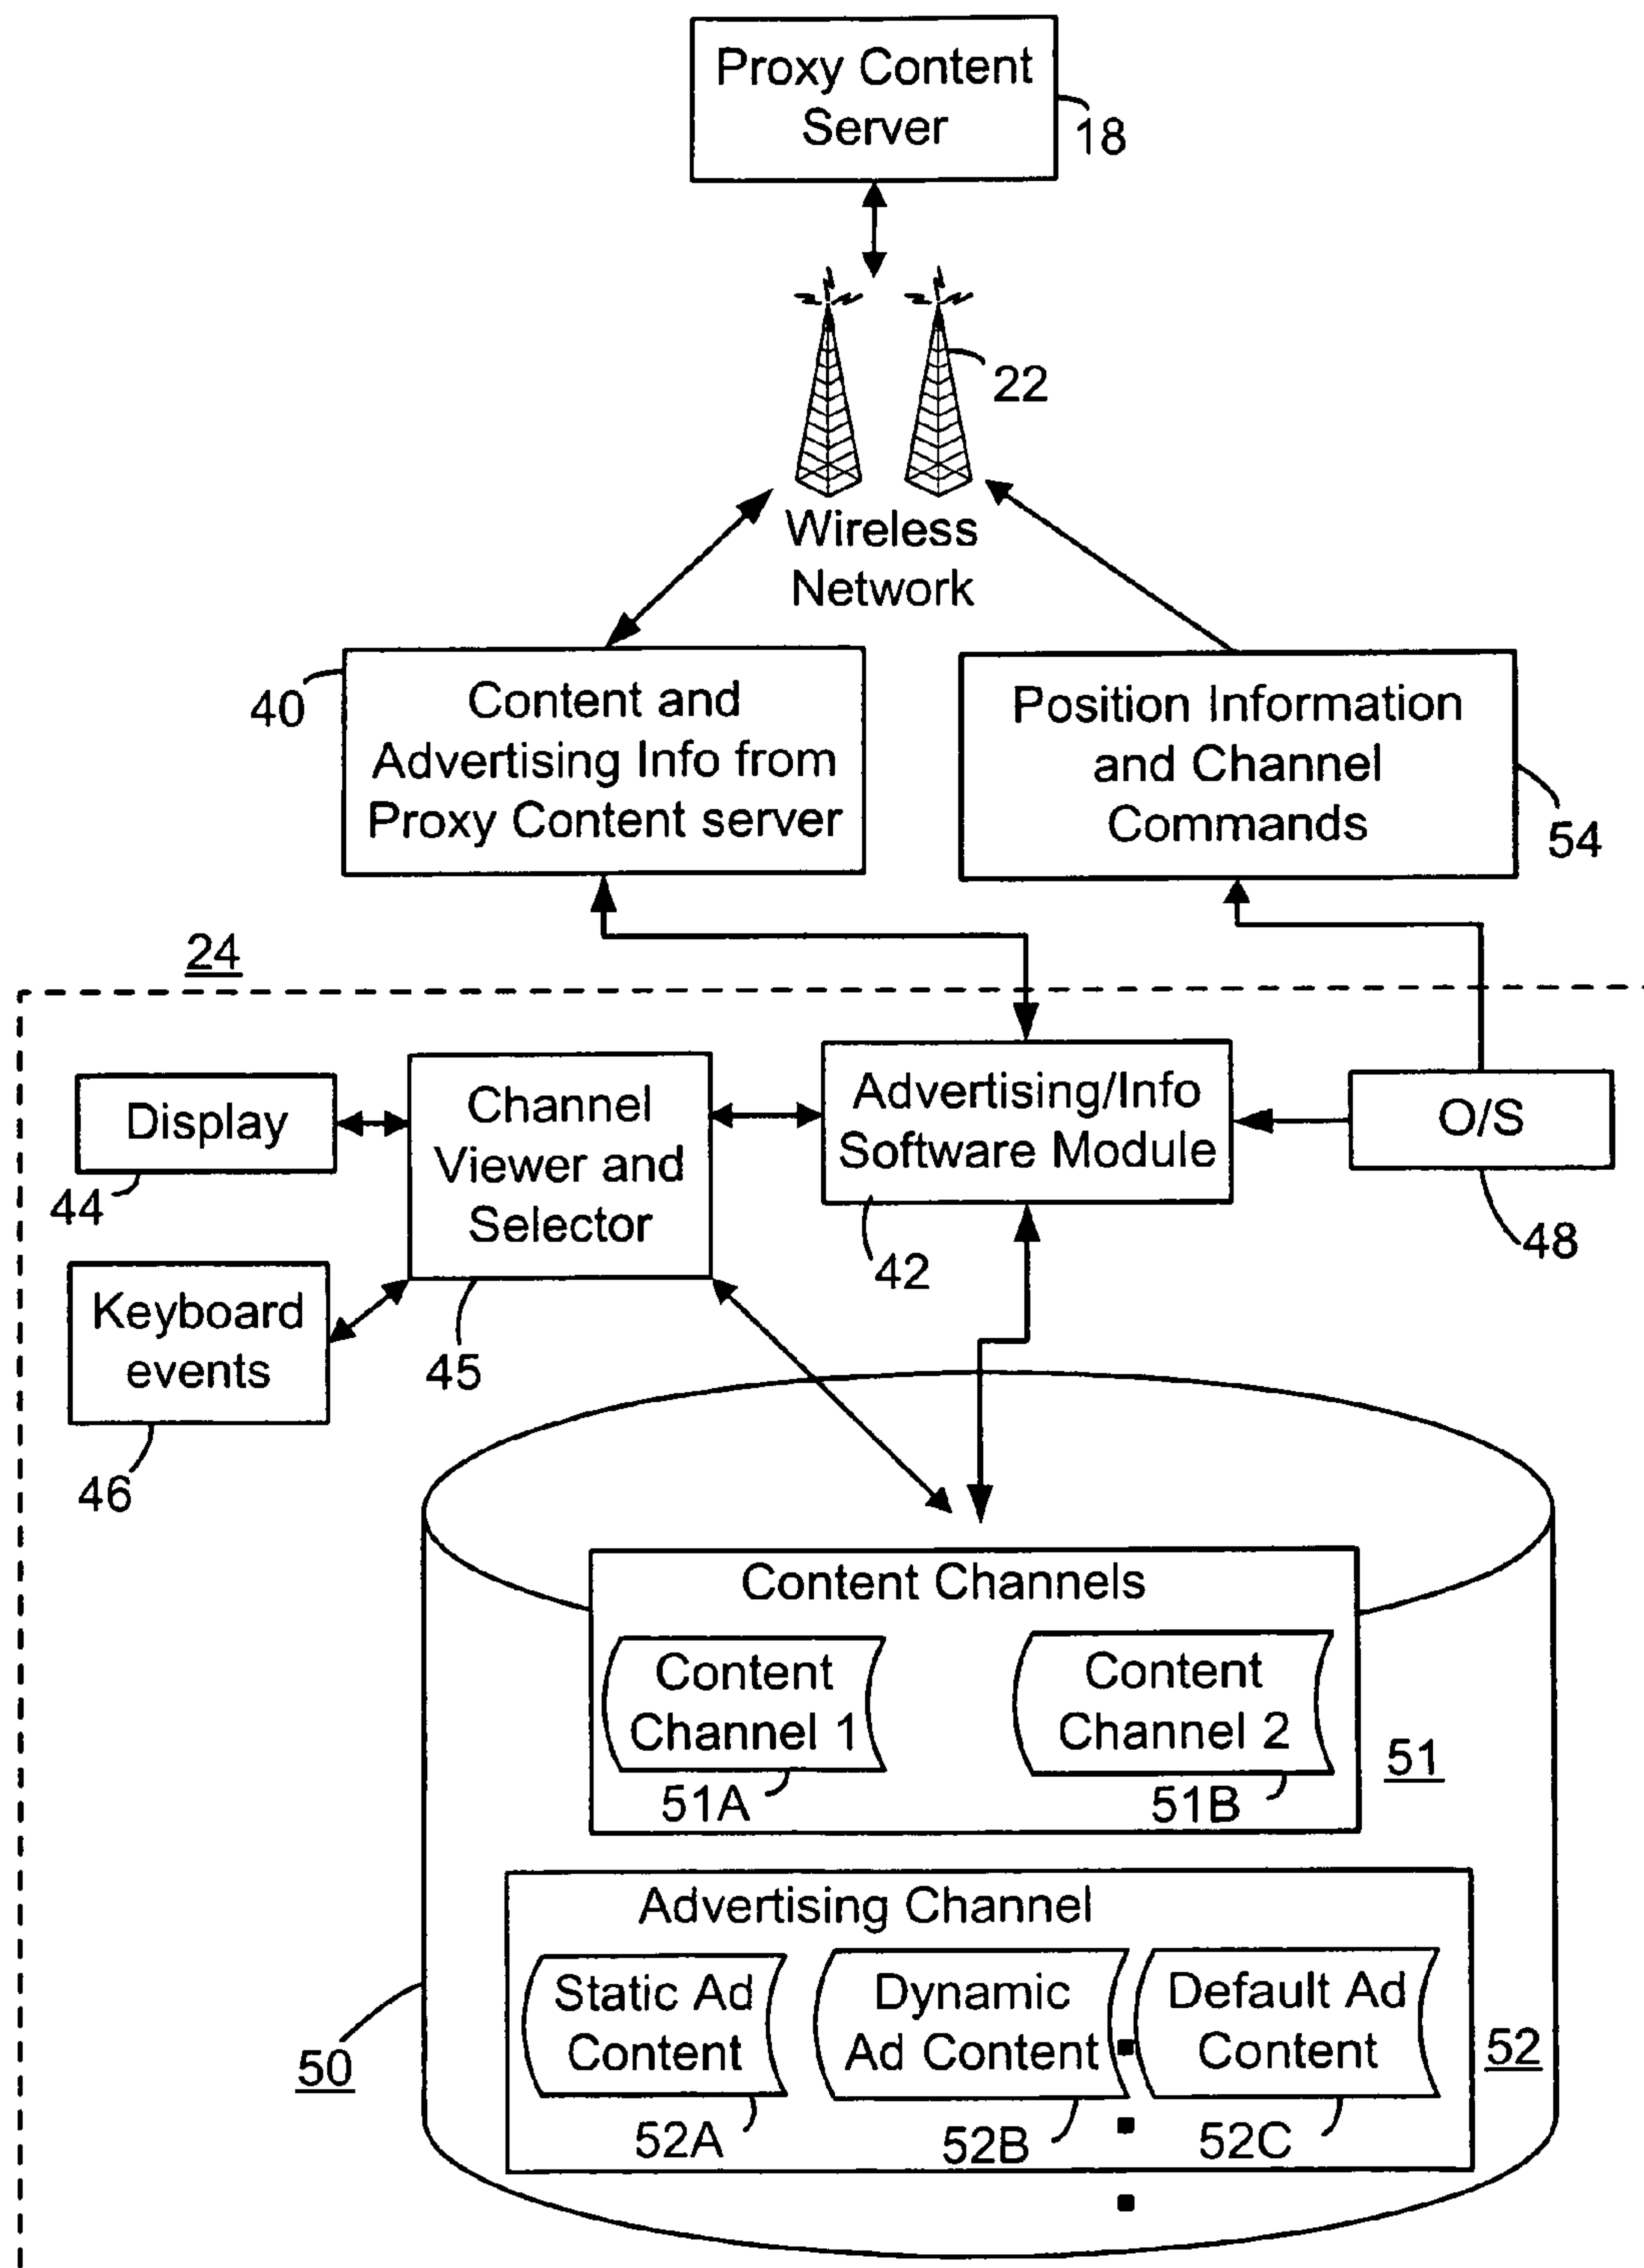 Proxy Content
Server
18
22
Wireless
Network
40
Content and
Advertising Info from
Proxy Content server
Position Information
and Channel
Commands
54
24
Display
44
Channel
Viewer and
Selector
45
Advertising/Info
Software Module
42
O/S
48
Keyboard
events
46
Content Channels
Content
Channel 1
51A
Content
Channel 2
51B
51
Advertising Channel
Static Ad
Content
52A
Dynamic
Ad Content
52B
Default Ad
Content
52C
52
50